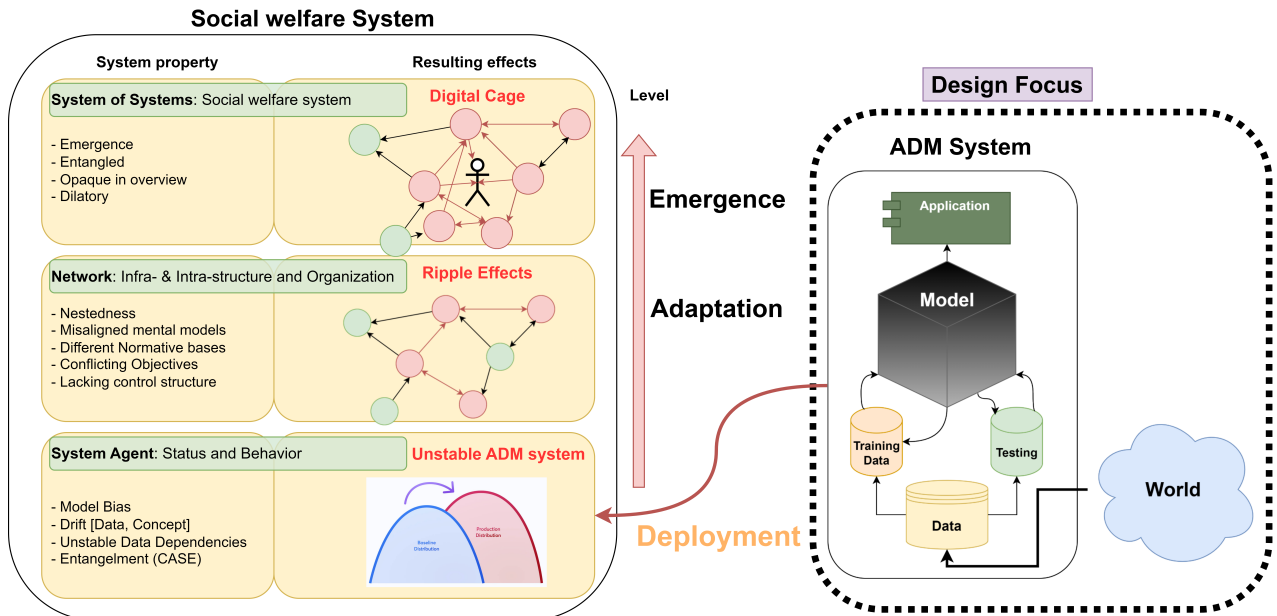 Social welfare System
System property
Resulting effects
System of Systems: Social welfare system
Digital Cage
- Emergence
- Entangled
- Opaque in overview
- Dilatory
Network: Infra- & Intra-structure and Organization
Ripple Effects
- Nestedness
- Misaligned mental models
- Different Normative bases
- Conflicting Objectives
- Lacking control structure
System Agent: Status and Behavior
Unstable ADM system
- Model Bias
- Drift [Data, Concept]
- Unstable Data Dependencies
- Entangelment (CASE)
Baseline
Distribution
Production
Distribution
Level
Emergence
Adaptation
Deployment
Design Focus
ADM System
Application
Model
Training
Data
Testing
Data
World